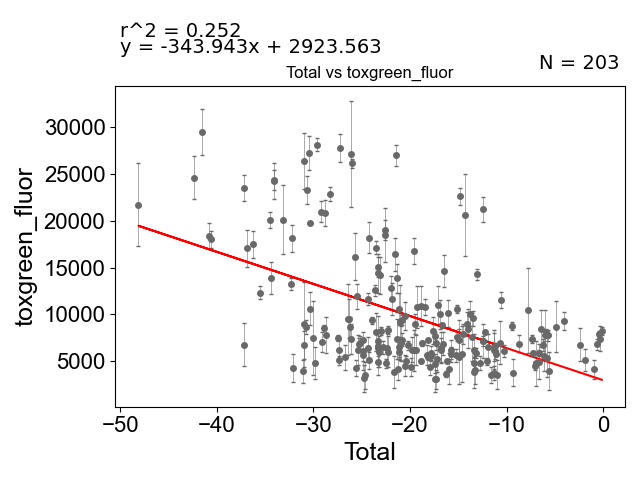 r^2 = 0.252
y = -343.943x + 2923.563
N = 203
Total vs toxgreen_fluor
30000
25000
20000
15000
10000
5000
toxgreen_fluor
−50 −40 −30 −20 −10 0
Total